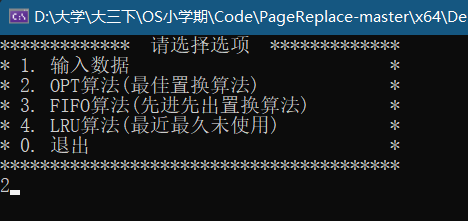 D:\大学\大三下\OS小学期\Code\PageReplace-master\x64\De
************* 请选择选项 *************
* 1. 输入数据 *
* 2. OPT算法(最佳置换算法) *
* 3. FIFO算法(先进先出置换算法) *
* 4. LRU算法(最近最久未使用) *
* 0. 退出 *
****************************************
2